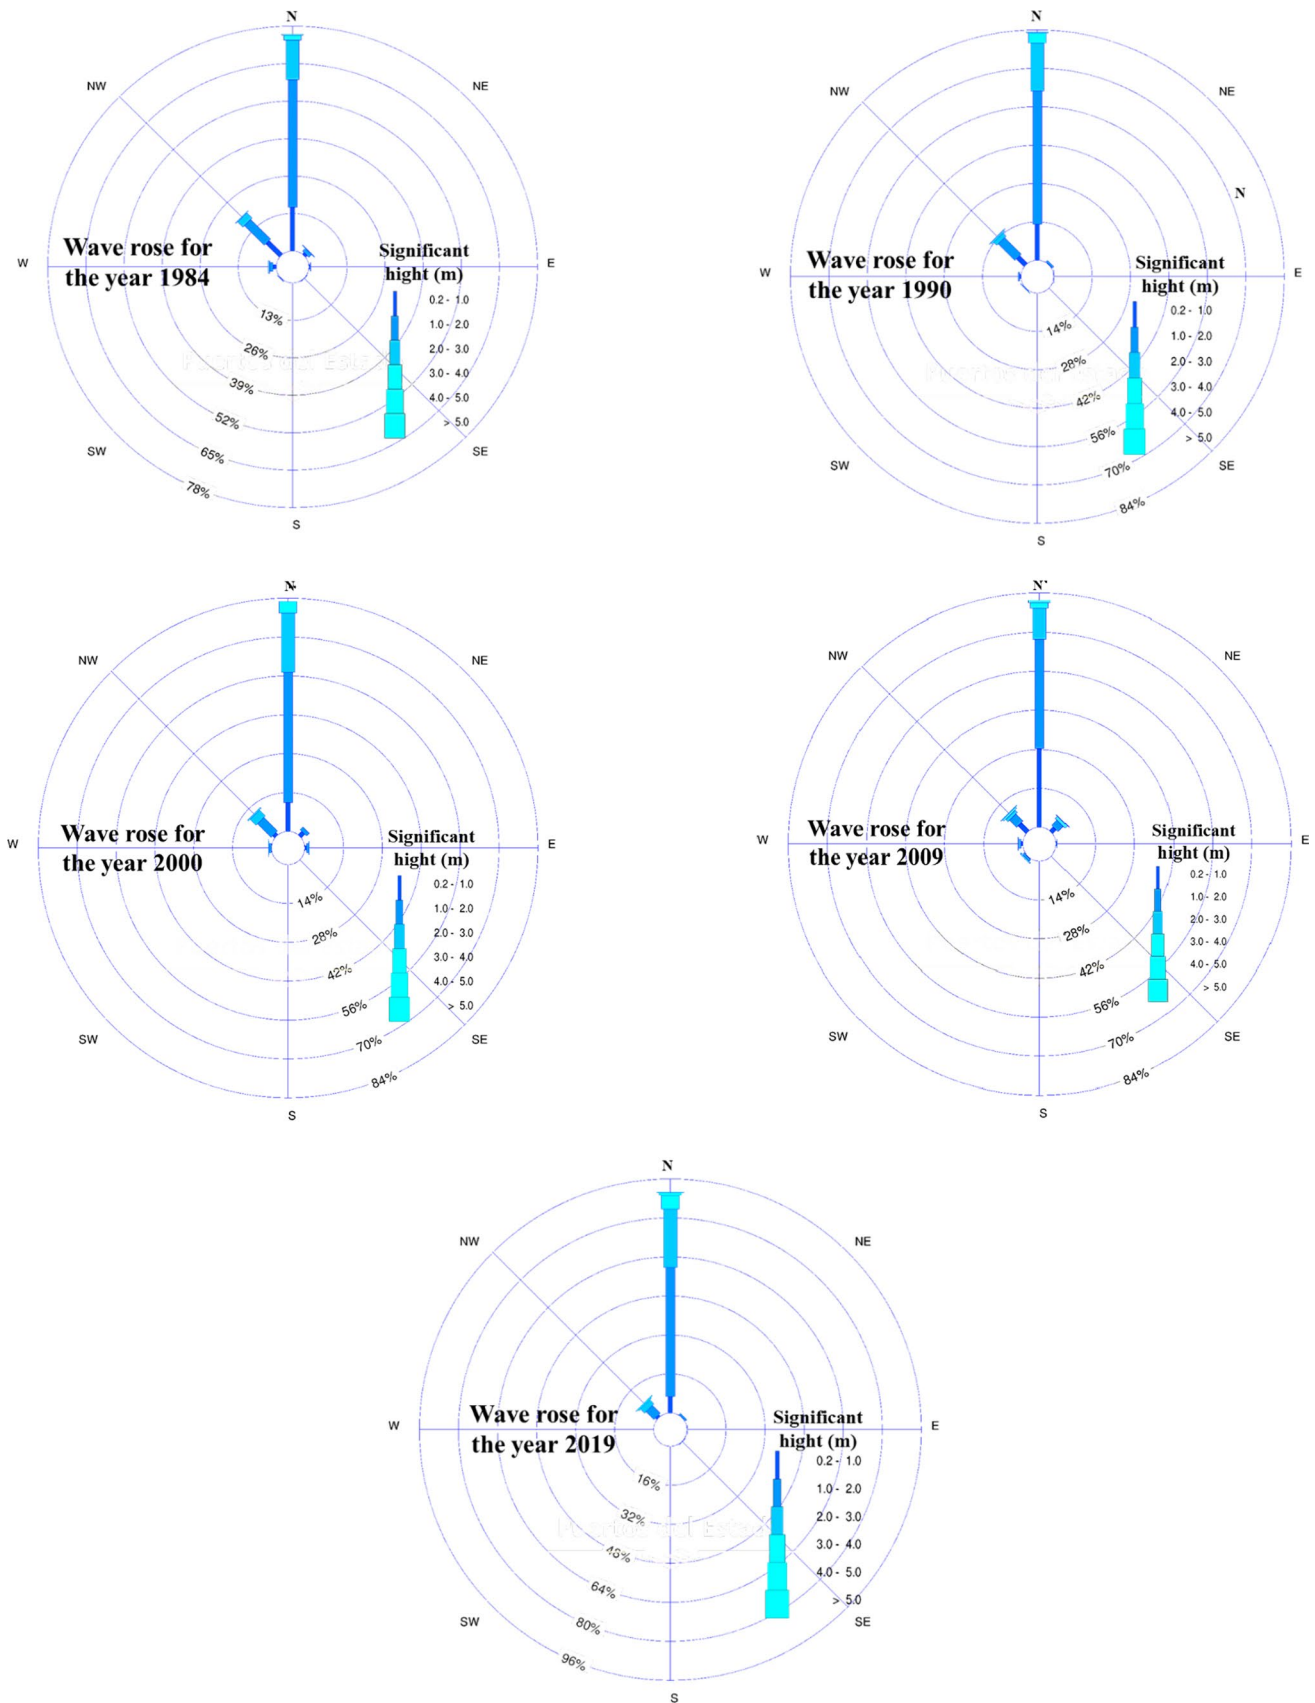 N
NW
NE
Wave rose for
the year 1984
W
E
Significant
hight (m)
0.2 - 1.0
1.0 - 2.0
2.0 - 3.0
3.0 - 4.0
4.0 - 5.0
> 5.0
13%
26%
39%
52%
65%
78%
SW
SE
S
N
NW
NE
N
Wave rose for
the year 1990
W
E
Significant
hight (m)
0.2 - 1.0
1.0 - 2.0
2.0 - 3.0
3.0 - 4.0
4.0 - 5.0
> 5.0
14%
28%
42%
56%
70%
84%
SW
SE
S
N
NW
NE
Wave rose for
the year 2000
W
E
Significant
hight (m)
0.2 - 1.0
1.0 - 2.0
2.0 - 3.0
3.0 - 4.0
4.0 - 5.0
> 5.0
14%
28%
42%
56%
70%
84%
SW
SE
S
N
NW
NE
Wave rose for
the year 2009
W
E
Significant
hight (m)
0.2 - 1.0
1.0 - 2.0
2.0 - 3.0
3.0 - 4.0
4.0 - 5.0
> 5.0
14%
28%
42%
56%
70%
84%
SW
SE
S
N
NW
NE
Wave rose for
the year 2019
W
E
Significant
hight (m)
0.2 - 1.0
1.0 - 2.0
2.0 - 3.0
3.0 - 4.0
4.0 - 5.0
> 5.0
16%
32%
48%
64%
80%
96%
SW
SE
S